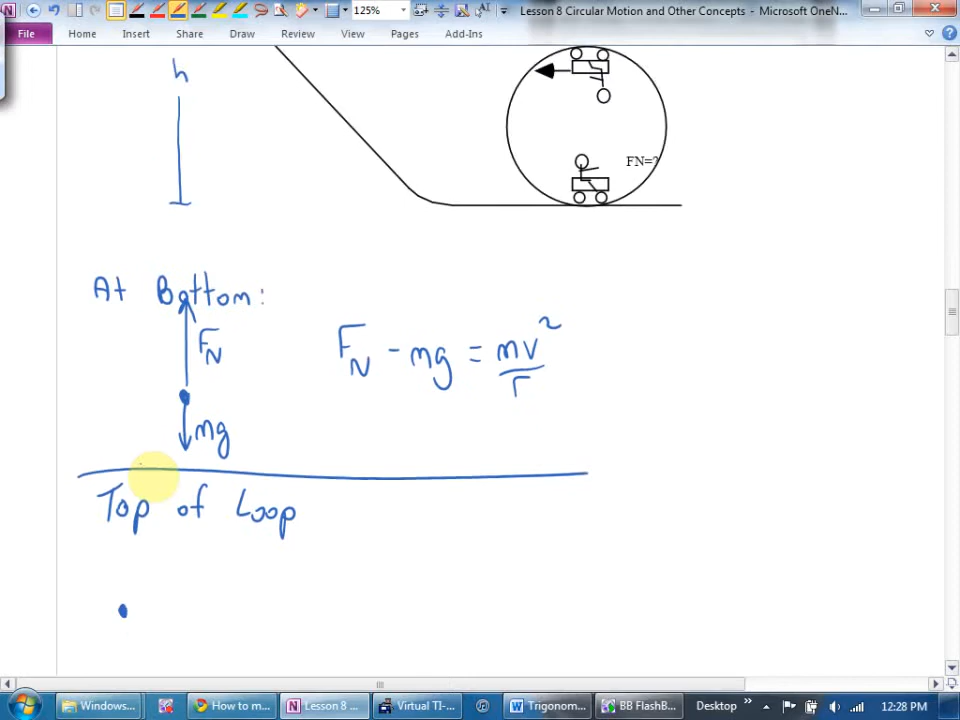 125%
Lesson 8 Circular Motion and Other Concepts - Microsoft OneN...
File Home Insert Share Draw Review View Pages Add-Ins
h
FN=?
At Bottom:
F_N
F_N - mg = mv²/r
mg
Top of Loop
Windows... How to m... Lesson 8 ... Virtual TI-... Trigonom... BB FlashB... Desktop » 12:28 PM